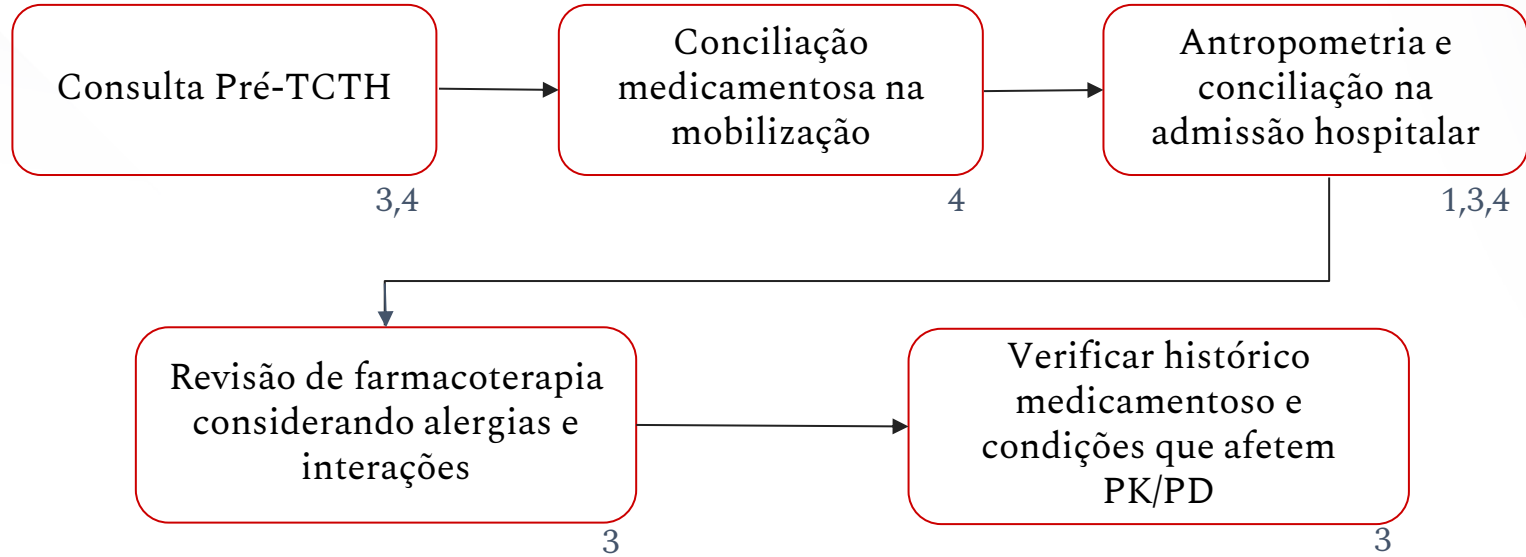 Consulta Pré-TCTH
3,4
Conciliação
medicamentosa na
mobilização
4
Antropometria e
conciliação na
admissão hospitalar
1,3,4
Revisão de farmacoterapia
considerando alergias e
interações
3
Verificar histórico
medicamentoso e
condições que afetem
PK/PD
3